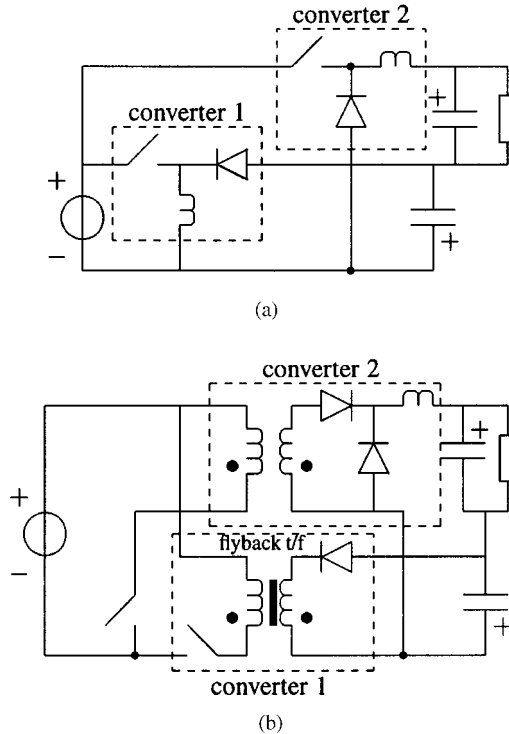 converter 2
converter 1
+
+
−
+
(a)
converter 2
+
+
−
flyback t/f
+
converter 1
(b)